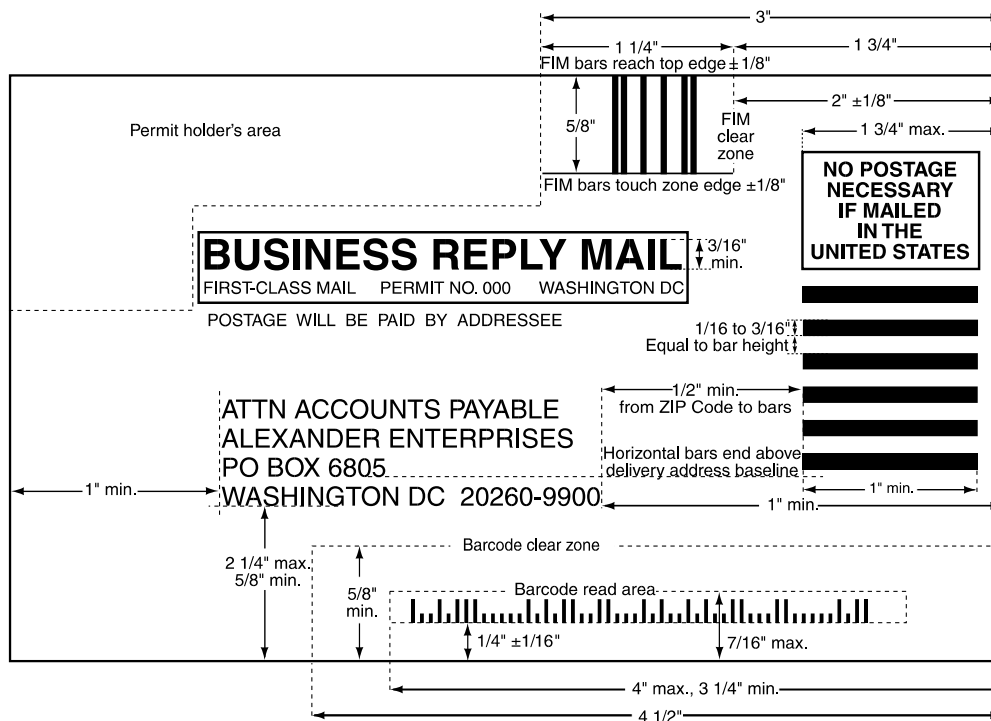 3"
1 1/4"
1 3/4"
FIM bars reach top edge ± 1/8"
2" ±1/8"
Permit holder's area
5/8"
FIM
clear
zone
1 3/4" max.
FIM bars touch zone edge ±1/8"
NO POSTAGE
NECESSARY
IF MAILED
IN THE
UNITED STATES
BUSINESS REPLY MAIL
3/16"
min.
FIRST-CLASS MAIL PERMIT NO. 000 WASHINGTON DC
POSTAGE WILL BE PAID BY ADDRESSEE
1/16 to 3/16"
Equal to bar height
1/2" min.
from ZIP Code to bars
ATTN ACCOUNTS PAYABLE
ALEXANDER ENTERPRISES
PO BOX 6805
WASHINGTON DC 20260-9900
Horizontal bars end above
delivery address baseline
1" min.
1" min.
1" min.
Barcode clear zone
2 1/4" max.
5/8" min.
5/8"
min.
Barcode read area
1/4" ±1/16"
7/16" max.
4" max., 3 1/4" min.
4 1/2"